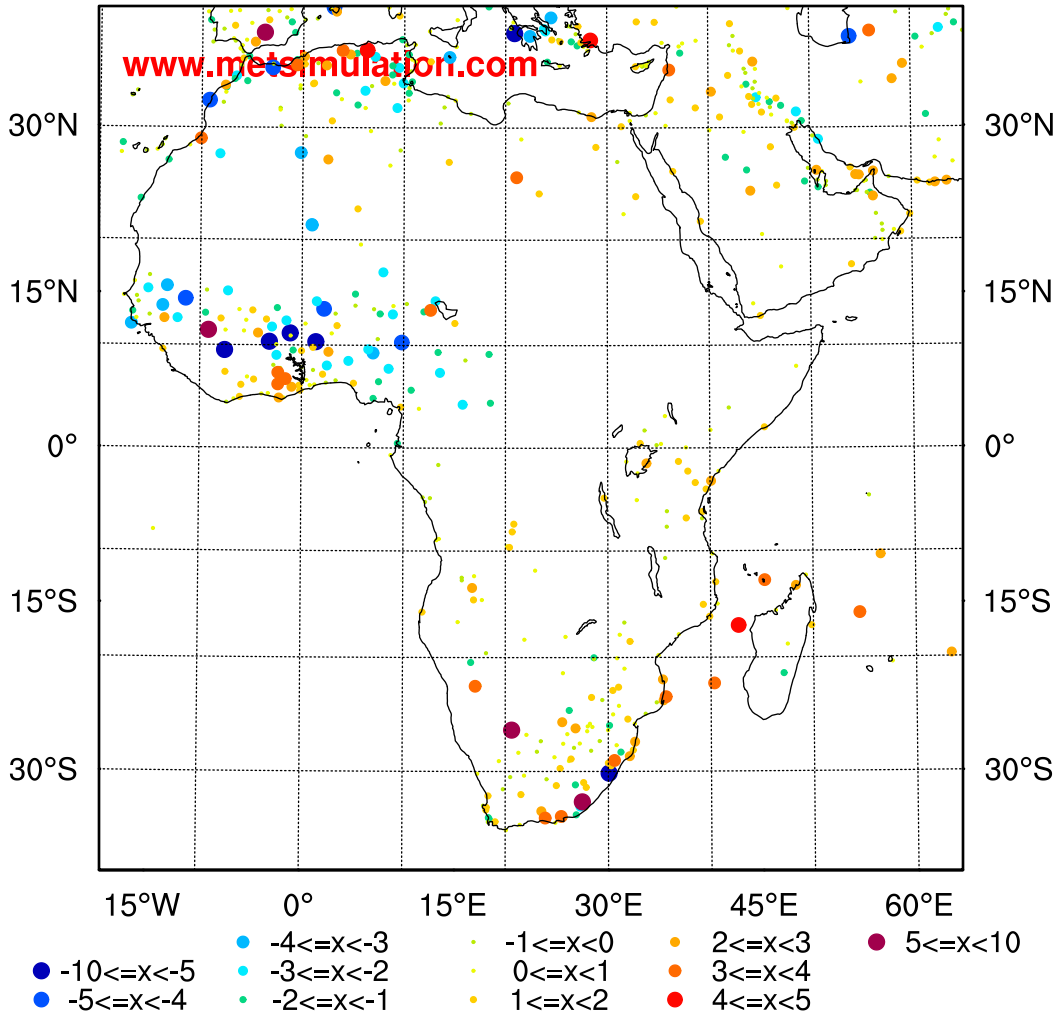 www.metsimulation.com
30°N 30°N
15°N 15°N
0° 0°
15°S 15°S
30°S 30°S
15°W 0° 15°E 30°E 45°E 60°E
-4<=x<-3 -1<=x<0 2<=x<3 5<=x<10
-10<=x<-5 -3<=x<-2 0<=x<1 3<=x<4
-5<=x<-4 -2<=x<-1 1<=x<2 4<=x<5